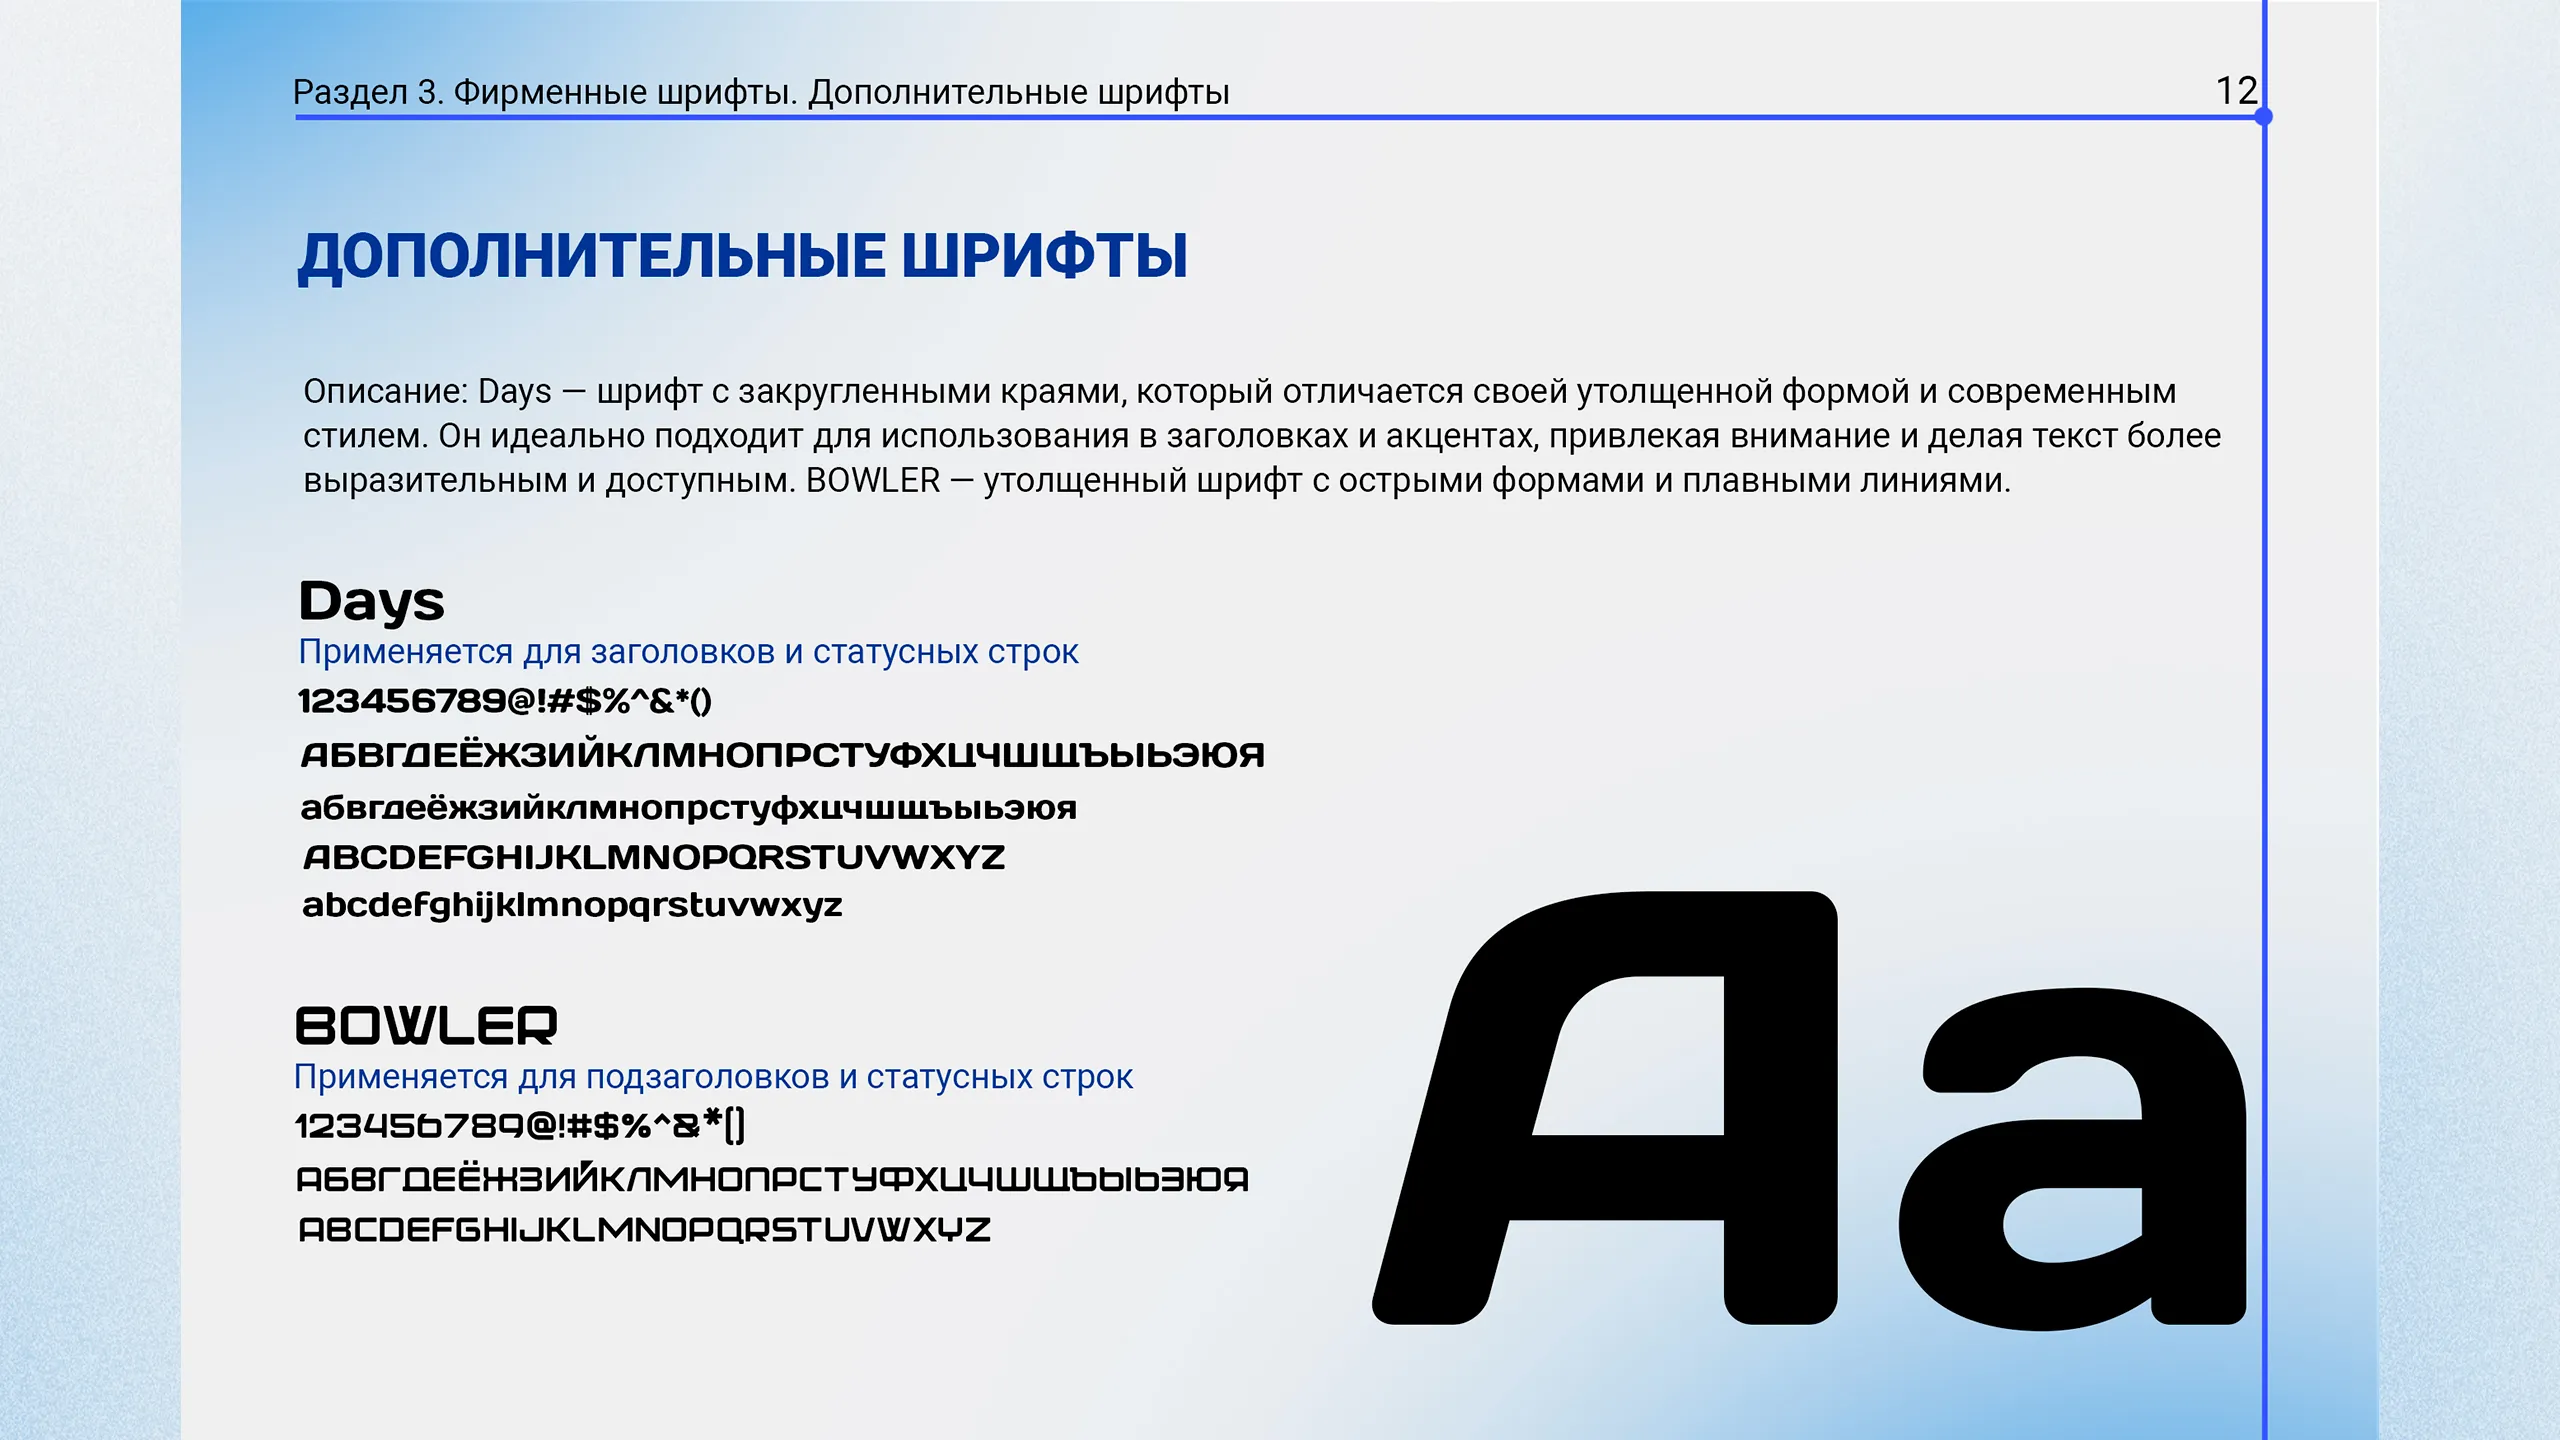 Раздел 3. Фирменные шрифты. Дополнительные шрифты
12
ДОПОЛНИТЕЛЬНЫЕ ШРИФТЫ
Описание: Days — шрифт с закругленными краями, который отличается своей утолщенной формой и современным
стилем. Он идеально подходит для использования в заголовках и акцентах, привлекая внимание и делая текст более
выразительным и доступным. BOWLER — утолщенный шрифт с острыми формами и плавными линиями.
Days
Применяется для заголовков и статусных строк
123456789@!#$%^&*()
АБВГДЕЁЖЗИЙКЛМНОПРСТУФХЦЧШЩЪЫЬЭЮЯ
абвгдеёжзийклмнопрстуфхцчшщъыьэюя
ABCDEFGHIJKLMNOPQRSTUVWXYZ
abcdefghijklmnopqrstuvwxyz
BOWLER
Применяется для подзаголовков и статусных строк
123456789@!#$%^&*[]
АБВГДЕЁЖЗИЙКЛМНОПРСТУФХЦЧШЩЪЫЬЭЮЯ
ABCDEFGHIJKLMNOPQRSTUVWXYZ
Aa